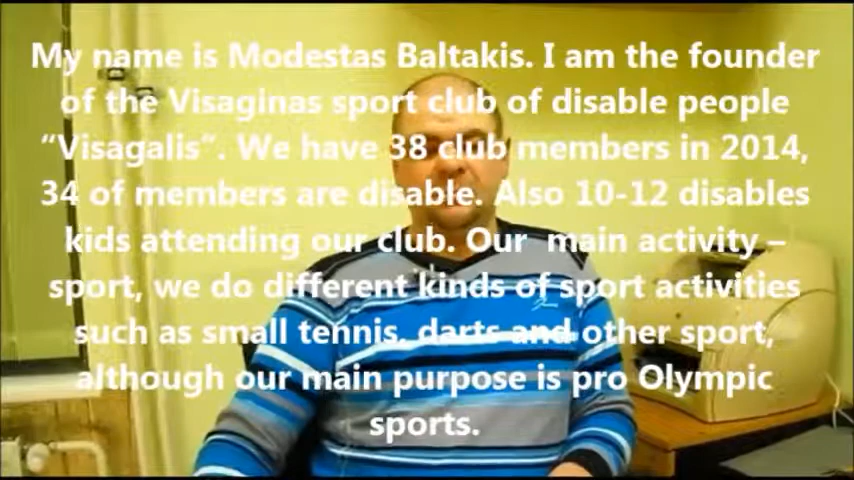 My name is Modestas Baltakis. I am the founder
of the Visaginas sport club of disable people
“Visagalis”. We have 38 club members in 2014,
34 of members are disable. Also 10-12 disables
kids attending our club. Our main activity –
sport, we do different kinds of sport activities
such as small tennis, darts and other sport,
although our main purpose is pro Olympic
sports.